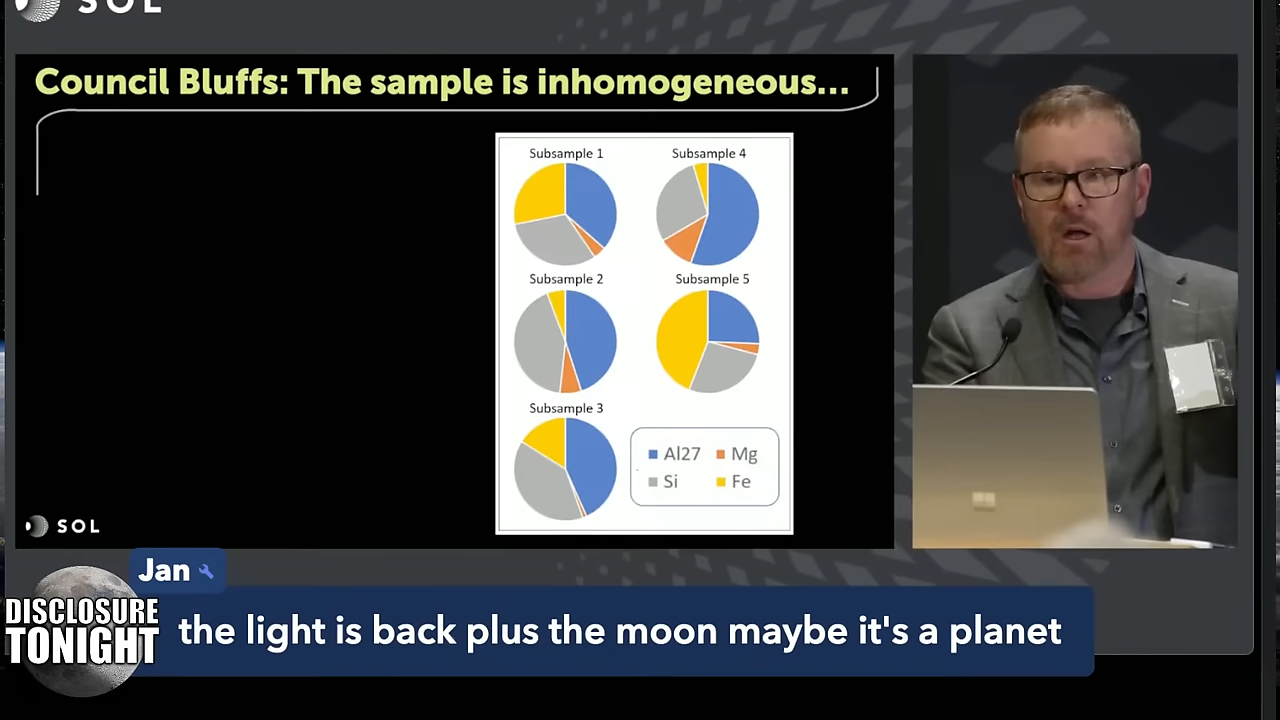 SOL
Council Bluffs: The sample is inhomogeneous...
Subsample 1
Subsample 4
Subsample 2
Subsample 5
Subsample 3
Al27
Mg
Si
Fe
SOL
Jan
DISCLOSURE
TONIGHT
the light is back plus the moon maybe it's a planet